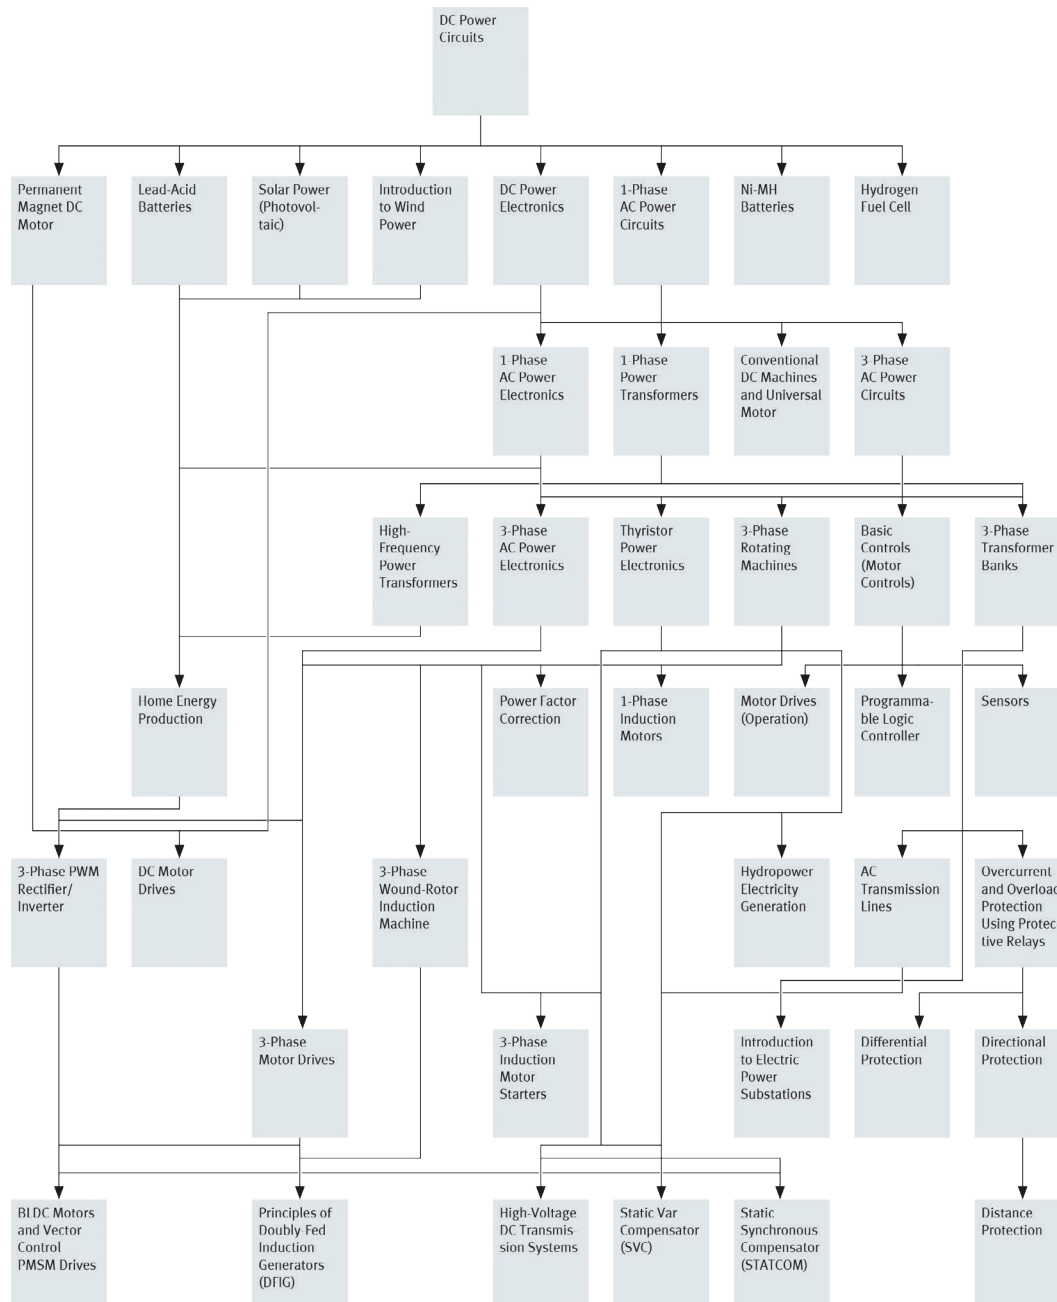 DC Power
Circuits
Permanent
Magnet DC
Motor
Lead-Acid
Batteries
Solar Power
(Photovol-
taic)
Introduction
to Wind
Power
DC Power
Electronics
1-Phase
AC Power
Circuits
Ni-MH
Batteries
Hydrogen
Fuel Cell
1-Phase
AC Power
Electronics
1-Phase
Power
Transformers
Conventional
DC Machines
and Universal
Motor
3-Phase
AC Power
Circuits
High-
Frequency
Power
Transformers
3-Phase
AC Power
Electronics
Thyristor
Power
Electronics
3-Phase
Rotating
Machines
Basic
Controls
(Motor
Controls)
3-Phase
Transformer
Banks
Home Energy
Production
Power Factor
Correction
1-Phase
Induction
Motors
Motor Drives
(Operation)
Programma-
ble Logic
Controller
Sensors
3-Phase PWM
Rectifier/
Inverter
DC Motor
Drives
3-Phase
Wound-Rotor
Induction
Machine
Hydropower
Electricity
Generation
AC
Transmission
Lines
Overcurrent
and Overload
Protection
Using Protec-
tive Relays
3-Phase
Motor Drives
3-Phase
Induction
Motor
Starters
Introduction
to Electric
Power
Substations
Differential
Protection
Directional
Protection
BLDC Motors
and Vector
Control
PMSM Drives
Principles of
Doubly-Fed
Induction
Generators
(DFIG)
High-Voltage
DC Transmis-
sion Systems
Static Var
Compensator
(SVC)
Static
Synchronous
Compensator
(STATCOM)
Distance
Protection